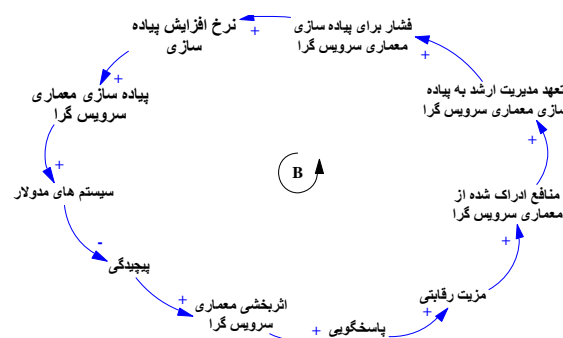 فشار برای پیاده سازی
معماری سرویس گرا
+
نرخ افزایش پیاده
سازی
+
پیاده سازی معماری
سرویس گرا
+
سیستم های مدولار
-
پیچیدگی
+
اثربخشی معماری
سرویس گرا
+
پاسخگویی
+
مزیت رقابتی
+
منافع ادراک شده از
معماری سرویس گرا
+
تعهد مدیریت ارشد به پیاده
سازی معماری سرویس گرا
+
B